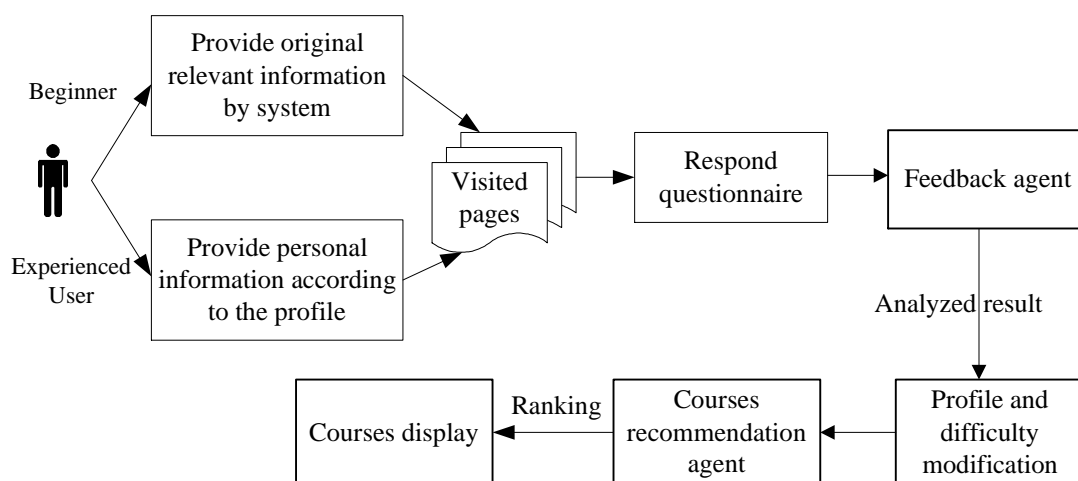 Provide original
relevant information
by system
Beginner
Experienced
User
Provide personal
information according
to the profile
Visited
pages
Respond
questionnaire
Feedback agent
Analyzed result
Profile and
difficulty
modification
Courses
recommendation
agent
Ranking
Courses display